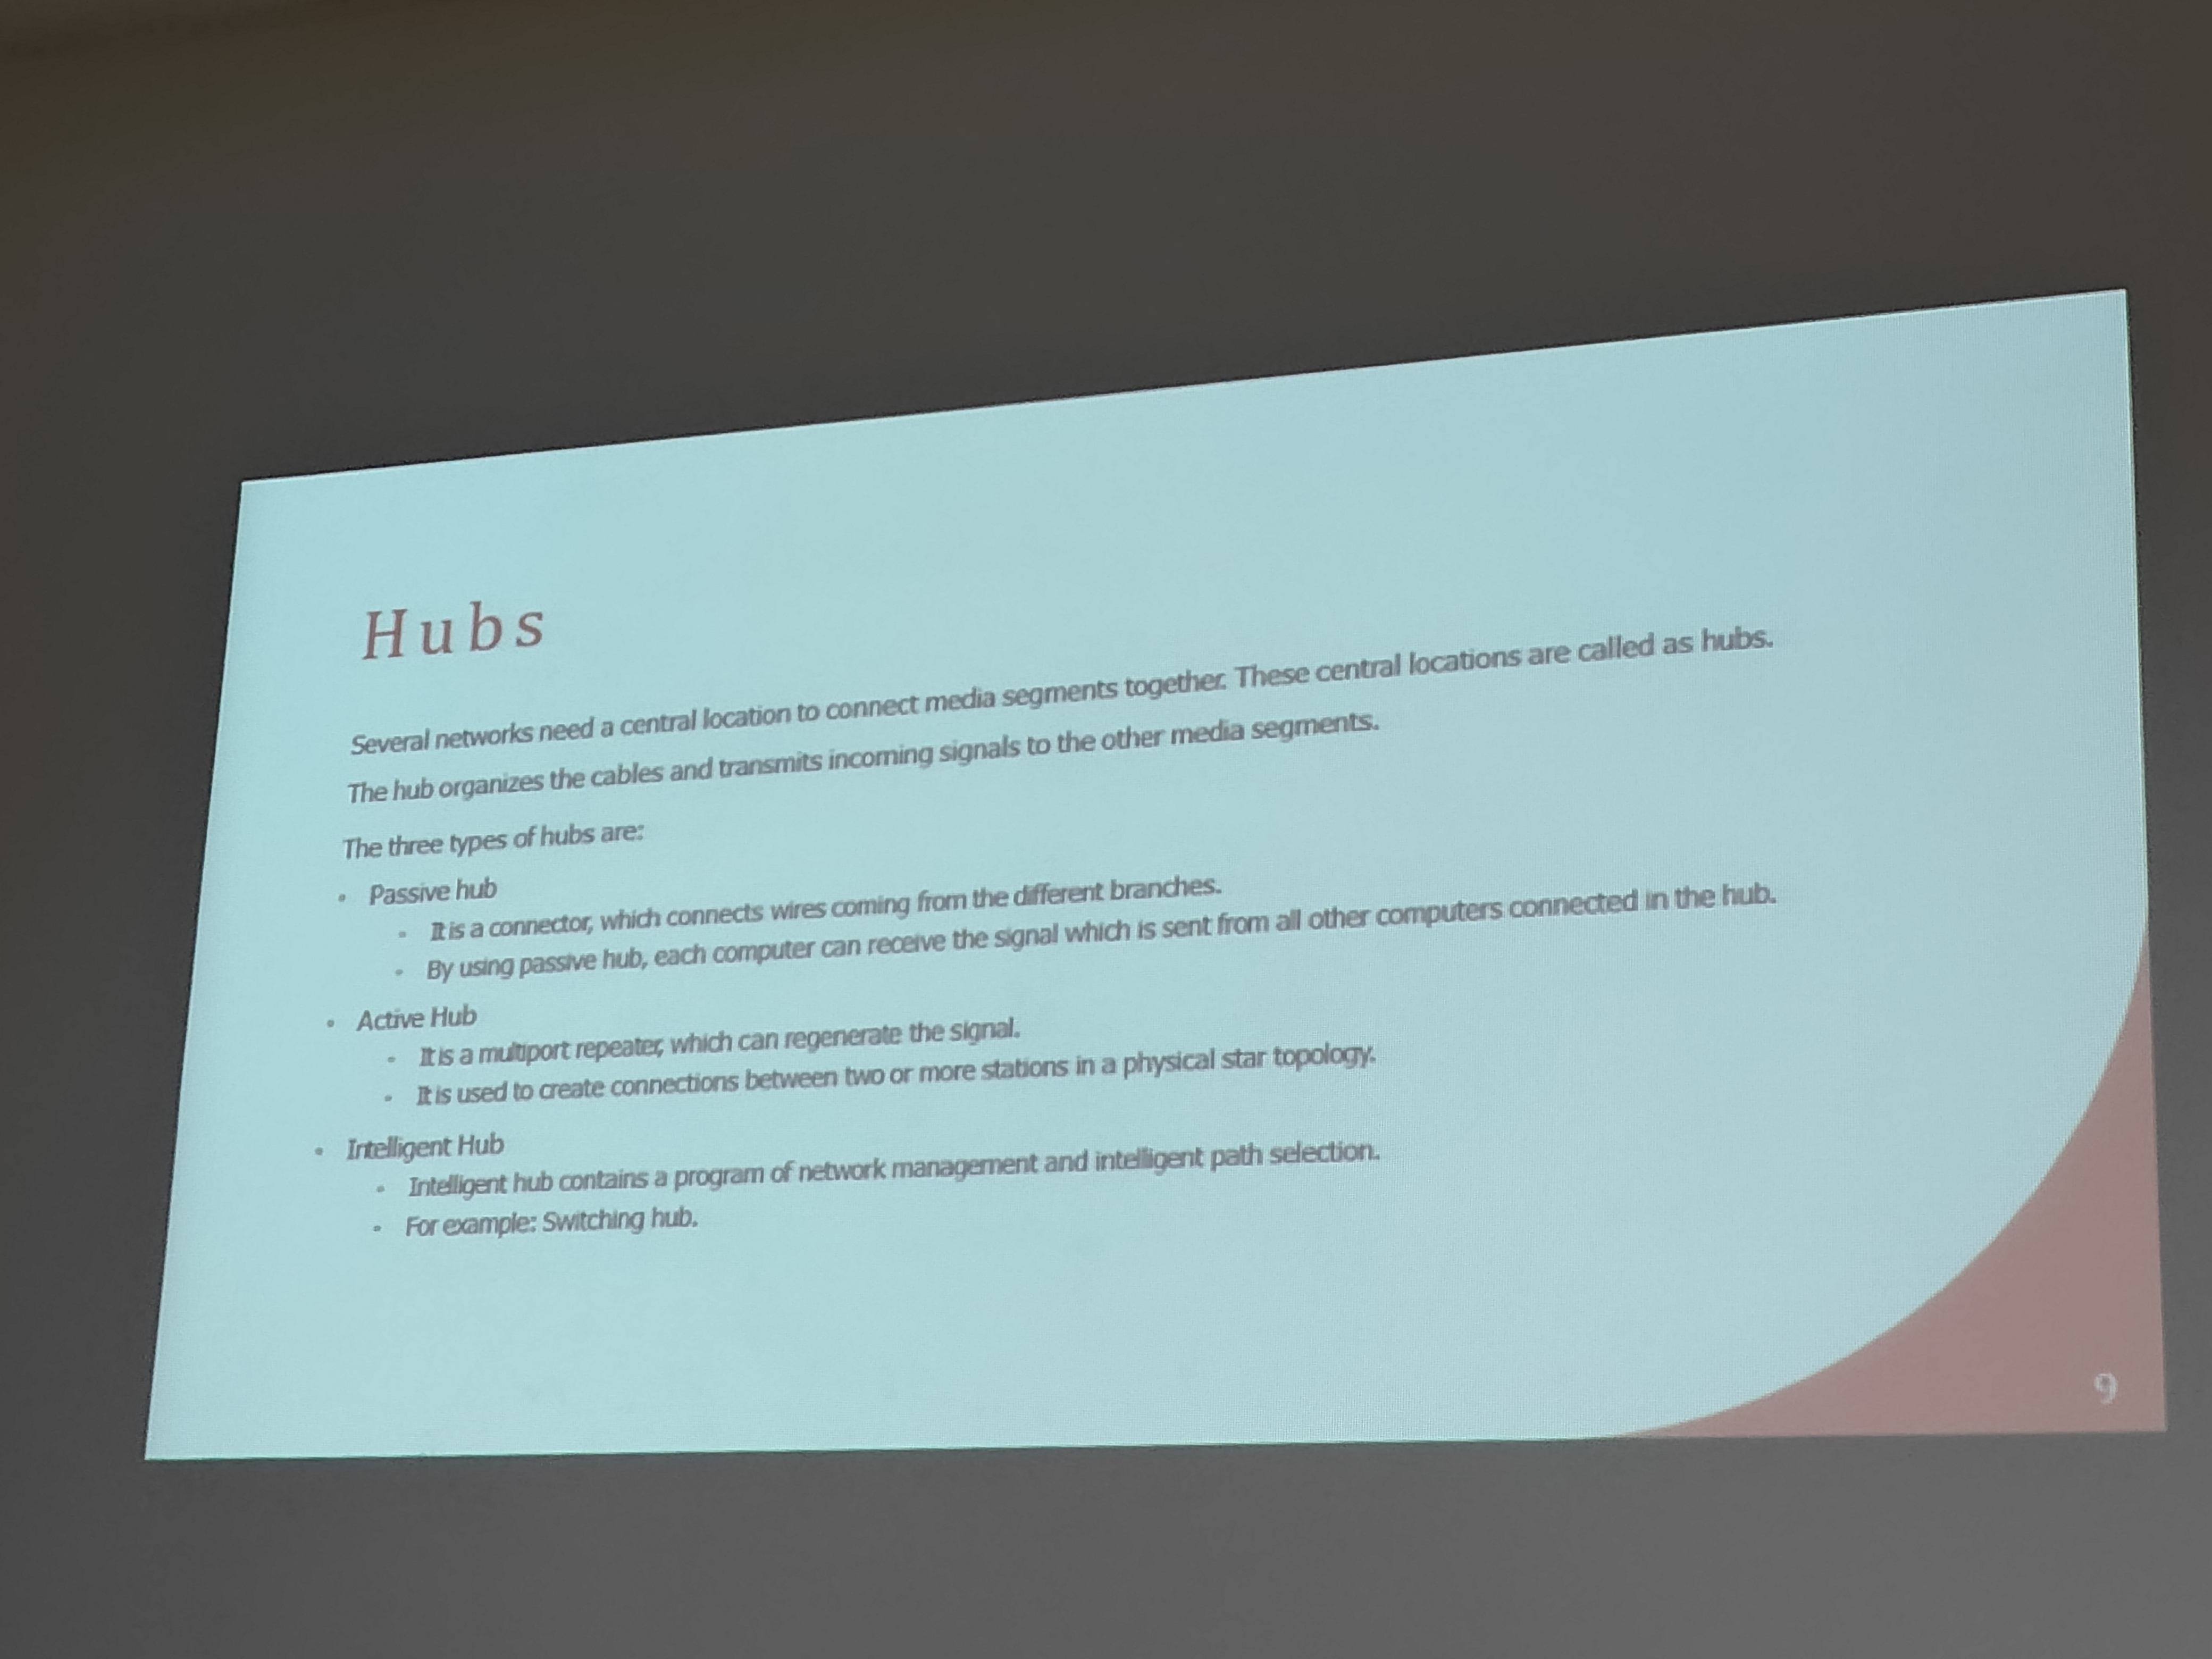 Hubs
Several networks need a central location to connect media segments together. These central locations are called as hubs.
The hub organizes the cables and transmits incoming signals to the other media segments.
The three types of hubs are:
• Passive hub
• It is a connector, which connects wires coming from the different branches.
• By using passive hub, each computer can receive the signal which is sent from all other computers connected in the hub.
• Active Hub
• It is a multiport repeater, which can regenerate the signal.
• It is used to create connections between two or more stations in a physical star topology.
• Intelligent Hub
• Intelligent hub contains a program of network management and intelligent path selection.
• For example: Switching hub.
9